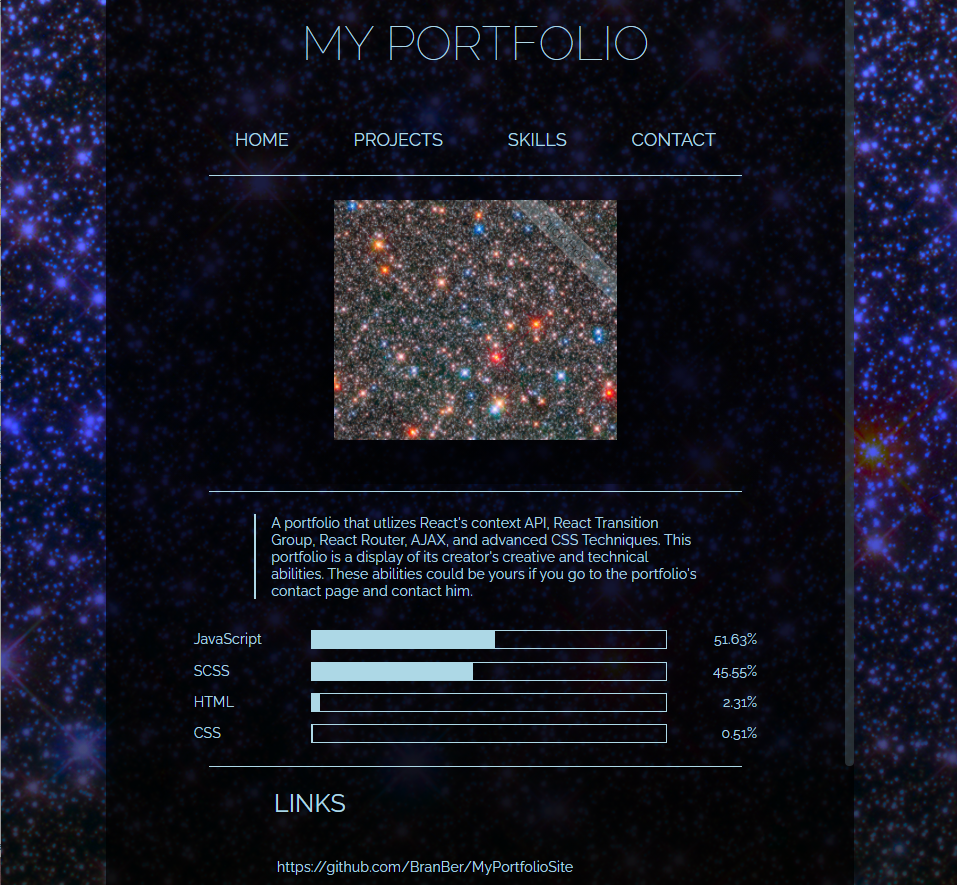 MY PORTFOLIO
HOME PROJECTS SKILLS CONTACT
A portfolio that utlizes React's context API, React Transition
Group, React Router, AJAX, and advanced CSS Techniques. This
portfolio is a display of its creator's creative and technical
abilities. These abilities could be yours if you go to the portfolio's
contact page and contact him.
JavaScript 51.63%
SCSS 45.55%
HTML 2.31%
CSS 0.51%
LINKS
https://github.com/BranBer/MyPortfolioSite